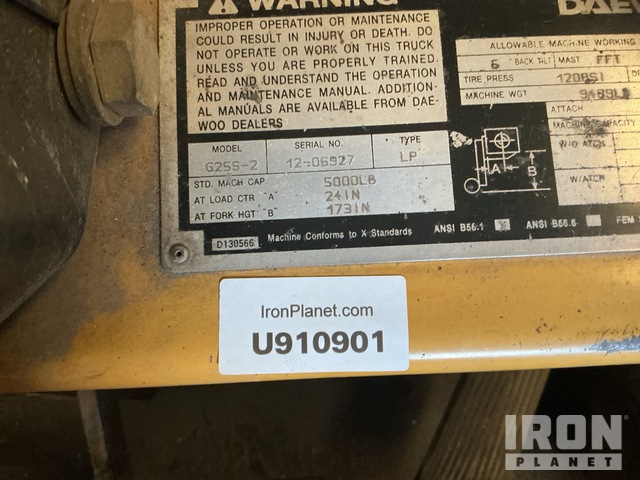 WARNING
IMPROPER OPERATION OR MAINTENANCE
COULD RESULT IN INJURY OR DEATH. DO
NOT OPERATE OR WORK ON THIS TRUCK
UNLESS YOU ARE PROPERLY TRAINED.
READ AND UNDERSTAND THE OPERATION
AND MAINTENANCE MANUAL. ADDITION-
AL MANUALS ARE AVAILABLE FROM DAE-
WOO DEALERS
MODEL SERIAL NO. TYPE
G25S-2 12-06927 LP
STD. MACH CAP. 5000LB
AT LOAD CTR "A" 24IN
AT FORK HGT "B" 173IN
D130566 Machine Conforms to X Standards ANSI B56.1 X ANSI B56.6 FEM
DAE
ALLOWABLE MACHINE WORKING
6 BACK TILT MAST FFT
TIRE PRESS 120PSI
MACHINE WGT
ATTACH
MACHINE CAPACITY
W/O ATCH
W/ATCH
A B
IronPlanet.com
U910901
IRON
PLANET